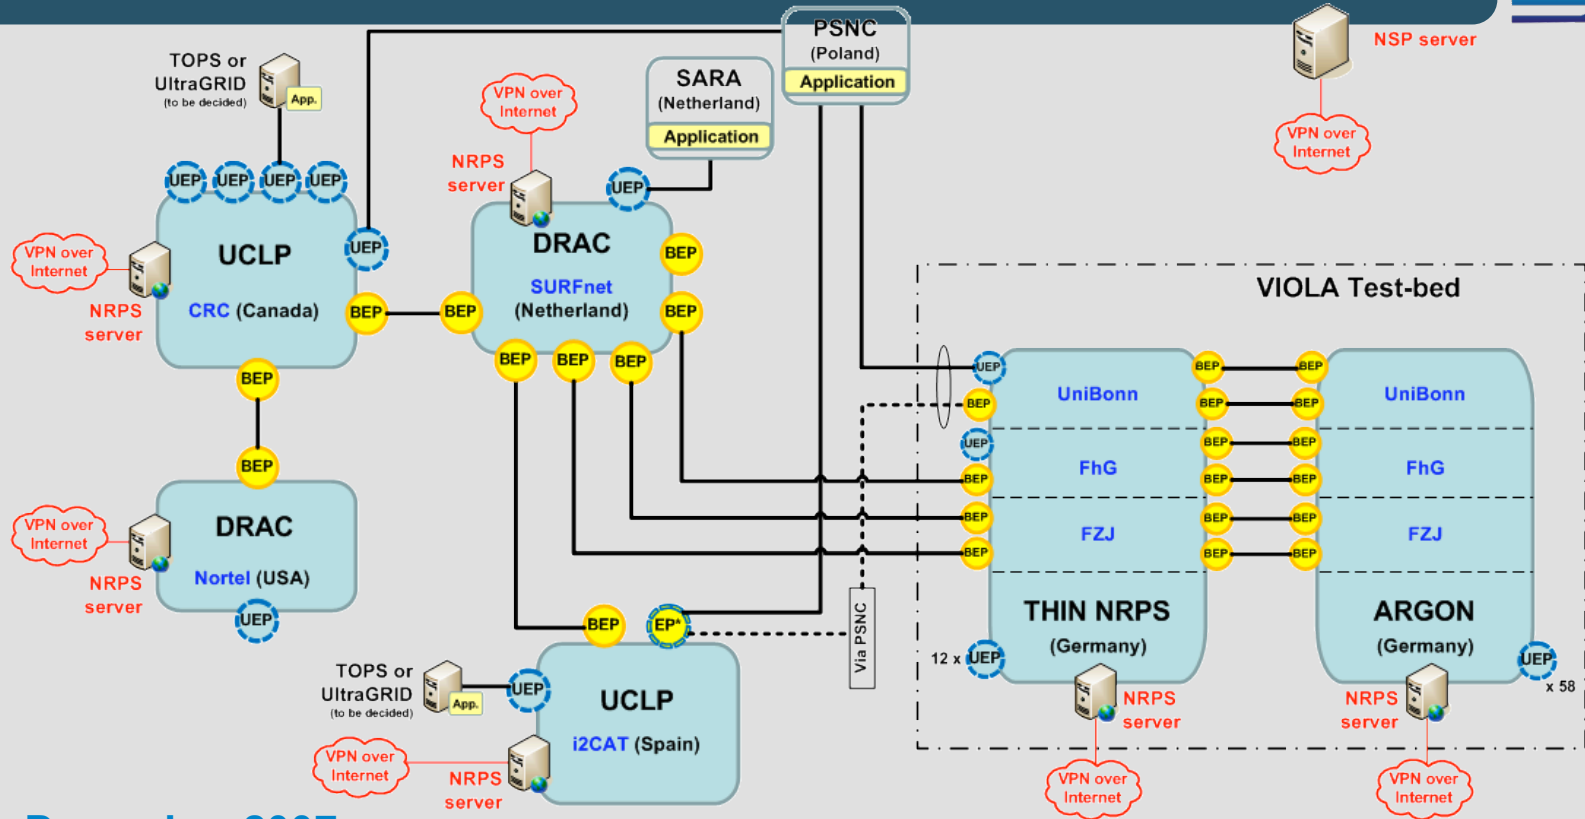 PSNC
(Poland)
Application
NSP server
VPN over
Internet
TOPS or
UltraGRID
(to be decided)
App.
VPN over
Internet
NRPS
server
SARA
(Netherland)
Application
UEP
UEP
UEP
UEP
UEP
UEP
VPN over
Internet
NRPS
server
UCLP
CRC (Canada)
BEP
BEP
DRAC
SURFnet
(Netherland)
BEP
BEP
BEP
BEP
BEP
BEP
BEP
VPN over
Internet
NRPS
server
DRAC
Nortel (USA)
UEP
BEP
EP*
Via PSNC
TOPS or
UltraGRID
(to be decided)
App.
UEP
UCLP
i2CAT (Spain)
VPN over
Internet
NRPS
server
VIOLA Test-bed
UEP
BEP
UEP
BEP
BEP
BEP
UniBonn
FhG
FZJ
THIN NRPS
(Germany)
12 x UEP
BEP
BEP
BEP
BEP
BEP
BEP
BEP
BEP
BEP
BEP
BEP
BEP
UniBonn
FhG
FZJ
ARGON
(Germany)
UEP
x 58
NRPS
server
VPN over
Internet
NRPS
server
VPN over
Internet